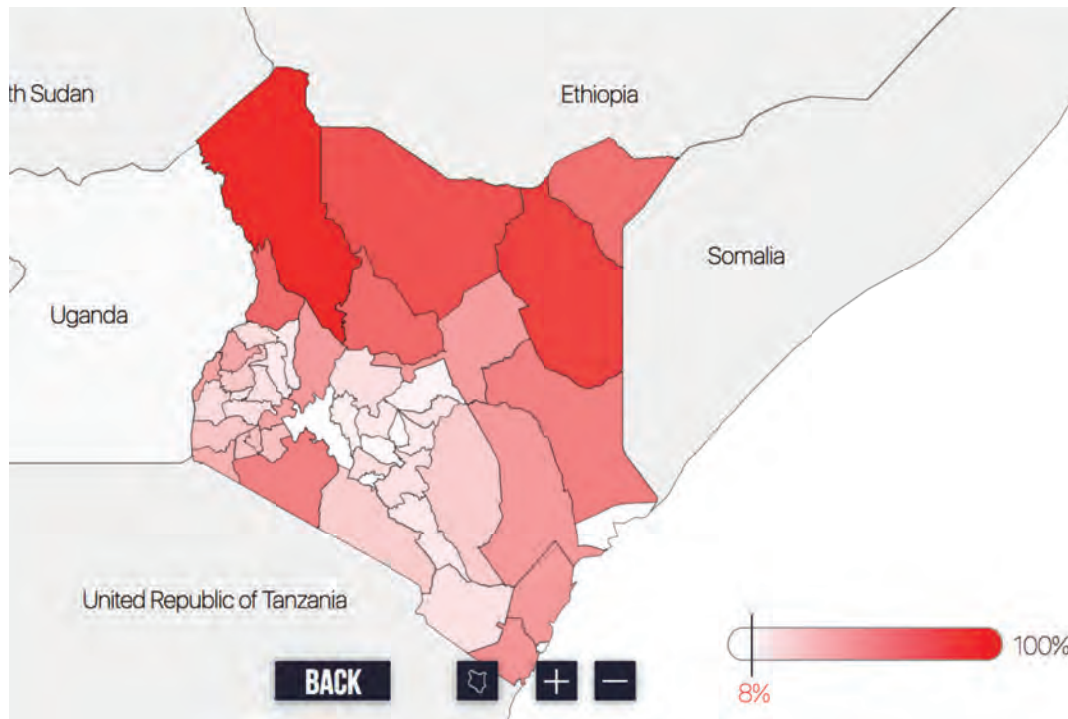 th Sudan
Ethiopia
Somalia
Uganda
United Republic of Tanzania
100%
8%
BACK